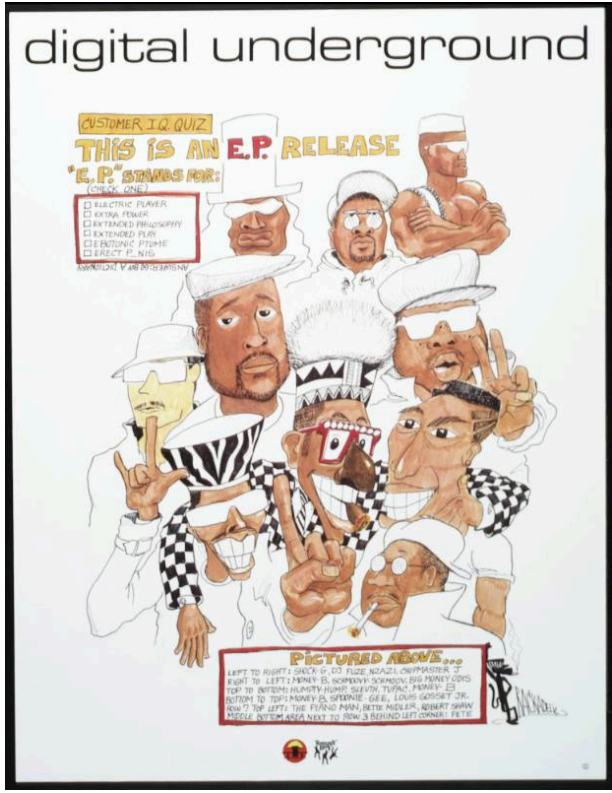 digital underground
CUSTOMER I.Q. QUIZ
THIS IS AN E.P. RELEASE
"E.P." STANDS FOR:
(CHECK ONE)
ELECTRIC PLAYER
EXTRA POWER
EXTENDED PHILOSOPHY
EXTENDED PLAY
EBOTONIC PTUME
ERECT P_NIS
PICTURED ABOVE...
LEFT TO RIGHT: SHOCK-G, DJ FUZE, NZAZI, CHOPMASTER J
RIGHT TO LEFT: MONEY-B, SCHMOOVY-SCHMOOV, BIG MONEY ODIS
TOP TO BOTTOM: HUMPTY-HUMP, SLEUTH, TUPAC, MONEY-B
BOTTOM TO TOP: MONEY-B, SPOONIE-GEE, LOUIS GOSSET JR.
ROW 7 TOP LEFT: THE PIANO MAN, BETTE MIDLER, ROBERT SHAW
MIDDLE BOTTOM AREA NEXT TO ROW 3 BEHIND LEFT CORNER: PETE